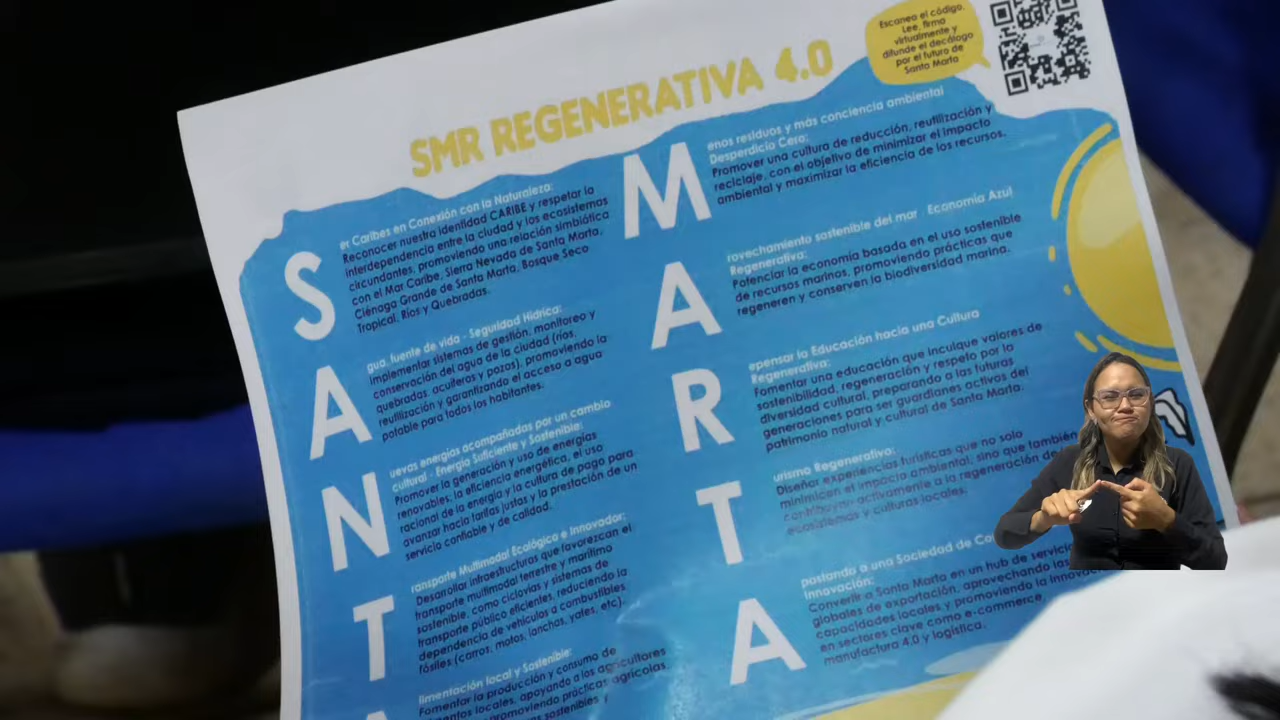 SMR REGENERATIVA 4.0
Escanea el código.
Lee, firma
virtualmente y
difunde el decálogo
por el futuro de
Santa Marta
S
er Caribes en Conexión con la Naturaleza:
Reconocer nuestra identidad CARIBE y respetar la
interdependencia entre la ciudad y los ecosistemas
circundantes, promoviendo una relación simbiótica
con el Mar Caribe, Sierra Nevada de Santa Marta,
Ciénaga Grande de Santa Marta, Bosque Seco
Tropical, Ríos y Quebradas.
A
gua, fuente de vida - Seguridad Hídrica:
Implementar sistemas de gestión, monitoreo y
conservación del agua de la ciudad (ríos,
quebradas, acuíferos y pozos), promoviendo la
reutilización y garantizando el acceso a agua
potable para todos los habitantes.
N
uevas energías acompañadas por un cambio
cultural - Energía Suficiente y Sostenible:
Promover la generación y uso de energías
renovables, la eficiencia energética, el uso
racional de la energía y la cultura de pago para
avanzar hacia tarifas justas y la prestación de un
servicio confiable y de calidad.
T
ransporte Multimodal Ecológico e Innovador:
Desarrollar infraestructuras que favorezcan el
transporte multimodal terrestre y marítimo
sostenible, como ciclovías y sistemas de
transporte público eficientes, reduciendo la
dependencia de vehículos a combustibles
fósiles (carros, motos, lanchas, yates, etc).
A
limentación local y Sostenible:
Fomentar la producción y consumo de
mentos locales, apoyando a los agricultores
promoviendo prácticas agrícolas,
sostenibles y
M
enos residuos y más conciencia ambiental
Desperdicio Cero:
Promover una cultura de reducción, reutilización y
reciclaje, con el objetivo de minimizar el impacto
ambiental y maximizar la eficiencia de los recursos.
A
rovechamiento sostenible del mar - Economía Azul
Regenerativa:
Potenciar la economía basada en el uso sostenible
de recursos marinos, promoviendo prácticas que
regeneren y conserven la biodiversidad marina.
R
epensar la Educación hacia una Cultura
Regenerativa:
Fomentar una educación que inculque valores de
sostenibilidad, regeneración y respeto por la
diversidad cultural, preparando a las futuras
generaciones para ser guardianes activos del
patrimonio natural y cultural de Santa Marta.
T
urismo Regenerativo:
Diseñar experiencias turísticas que no solo
minimicen el impacto ambiental, sino que también
contribuyan activamente a la regeneración de
ecosistemas y culturas locales.
A
postando a una Sociedad de Co
Innovación:
Convertir a Santa Marta en un hub de servici
globales de exportación, aprovechando las
capacidades locales y promoviendo la innovac
en sectores clave como e-commerce,
manufactura 4.0 y logística.